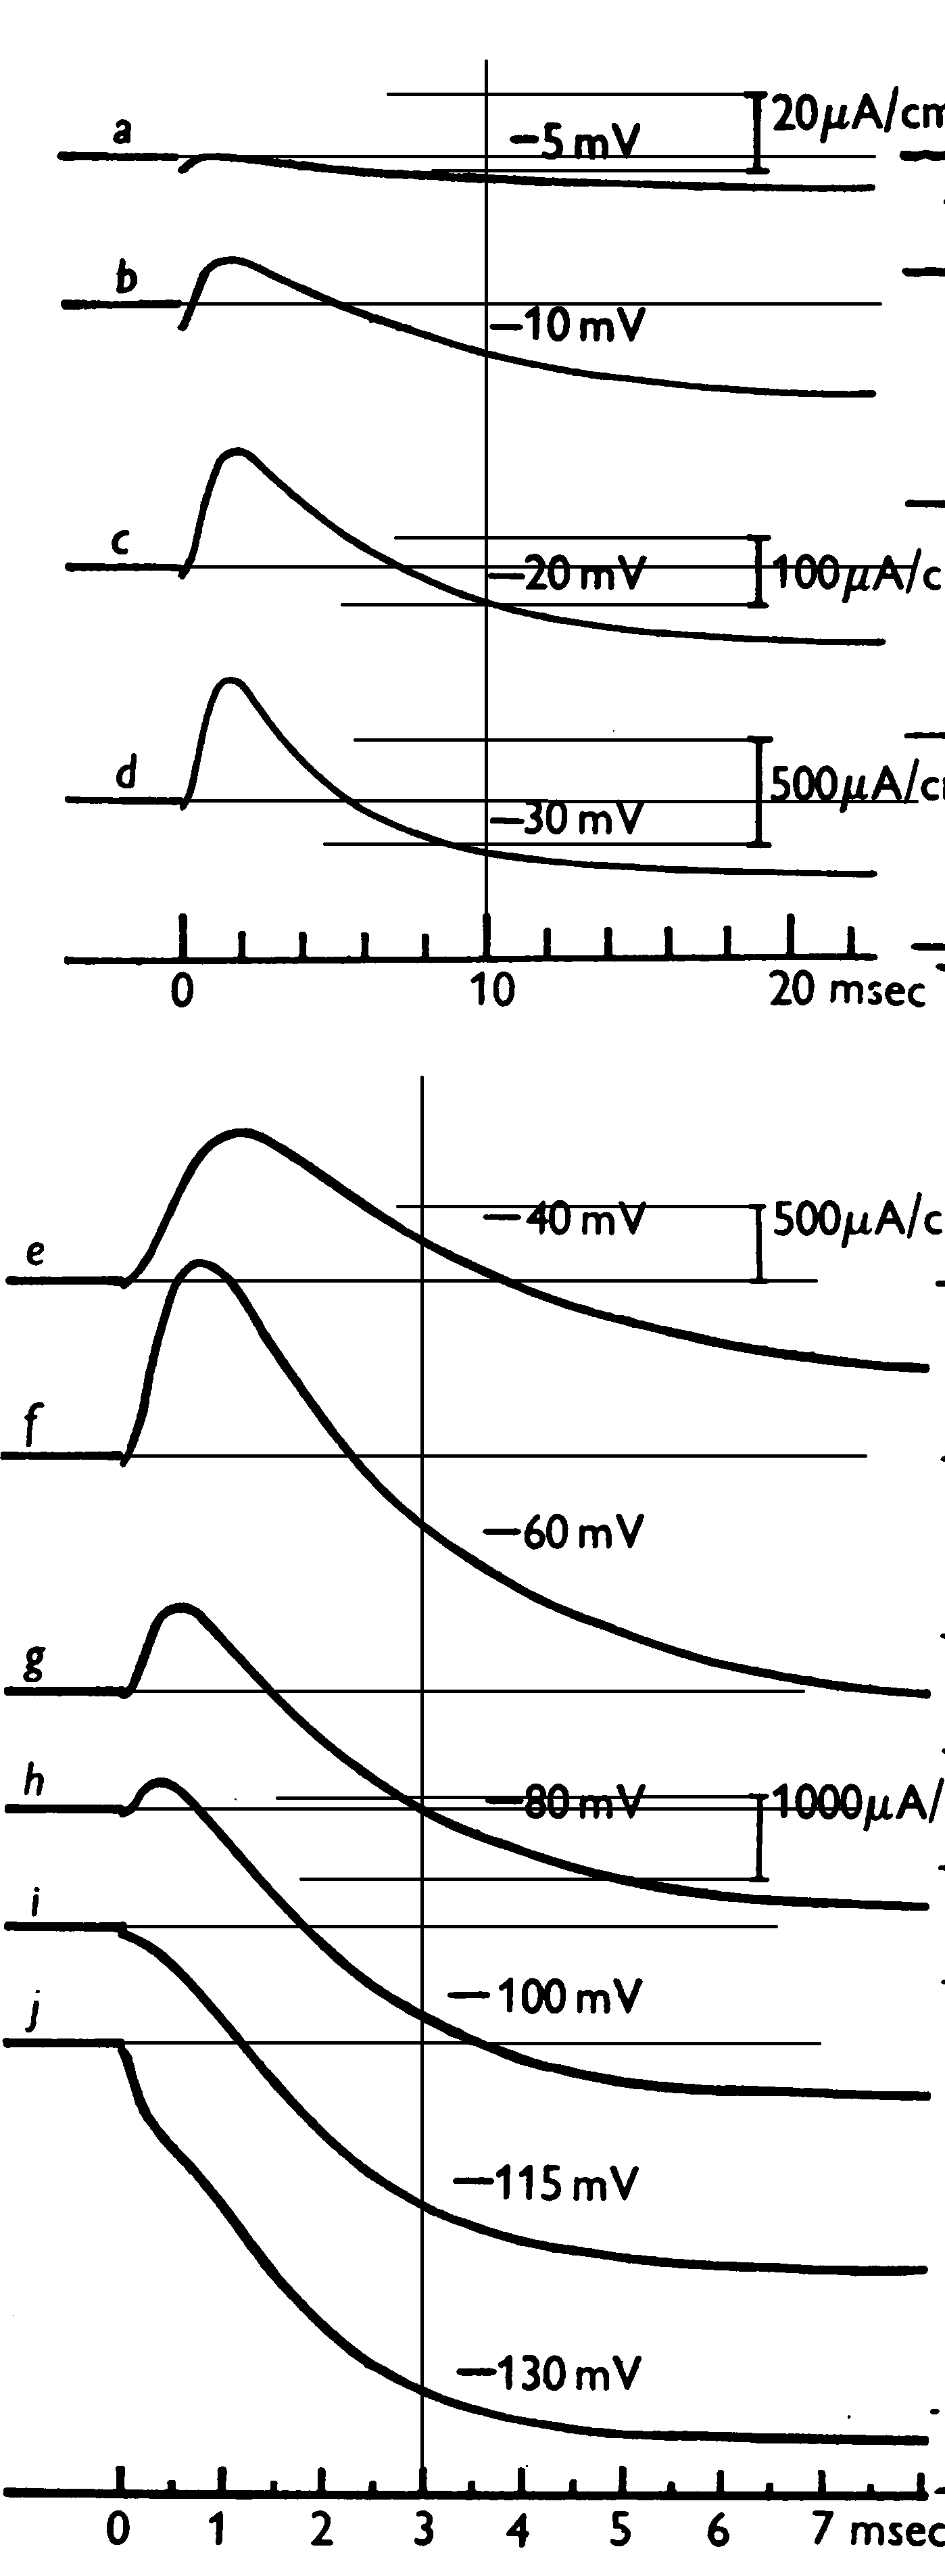 a
20μA/cm
−5 mV
b
−10 mV
c
−20 mV
100μA/c
d
500μA/c
−30 mV
0 10 20 msec
−40 mV
500μA/c
e
f
−60 mV
g
h
−80 mV
1000μA/
i
−100 mV
j
−115 mV
−130 mV
0 1 2 3 4 5 6 7 msec